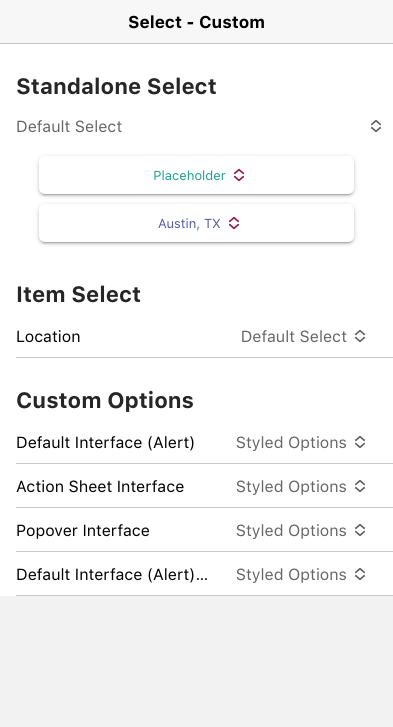 Select - Custom
Standalone Select
Default Select
Placeholder
Austin, TX
Item Select
Location Default Select
Custom Options
Default Interface (Alert) Styled Options
Action Sheet Interface Styled Options
Popover Interface Styled Options
Default Interface (Alert)... Styled Options